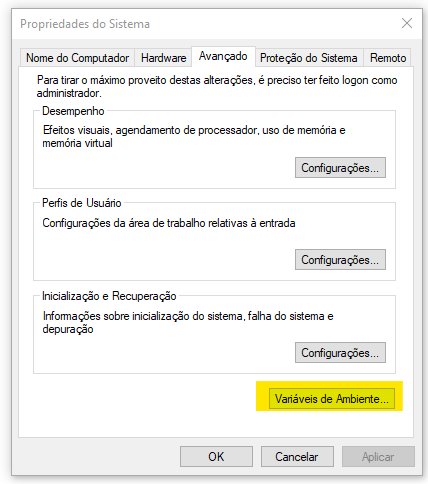 Propriedades do Sistema
Nome do Computador Hardware Avançado Proteção do Sistema Remoto
Para tirar o máximo proveito destas alterações, é preciso ter feito logon como
administrador.
Desempenho
Efeitos visuais, agendamento de processador, uso de memória e
memória virtual
Configurações...
Perfis de Usuário
Configurações da área de trabalho relativas à entrada
Configurações...
Inicialização e Recuperação
Informações sobre inicialização do sistema, falha do sistema e
depuração
Configurações...
Variáveis de Ambiente...
OK Cancelar Aplicar